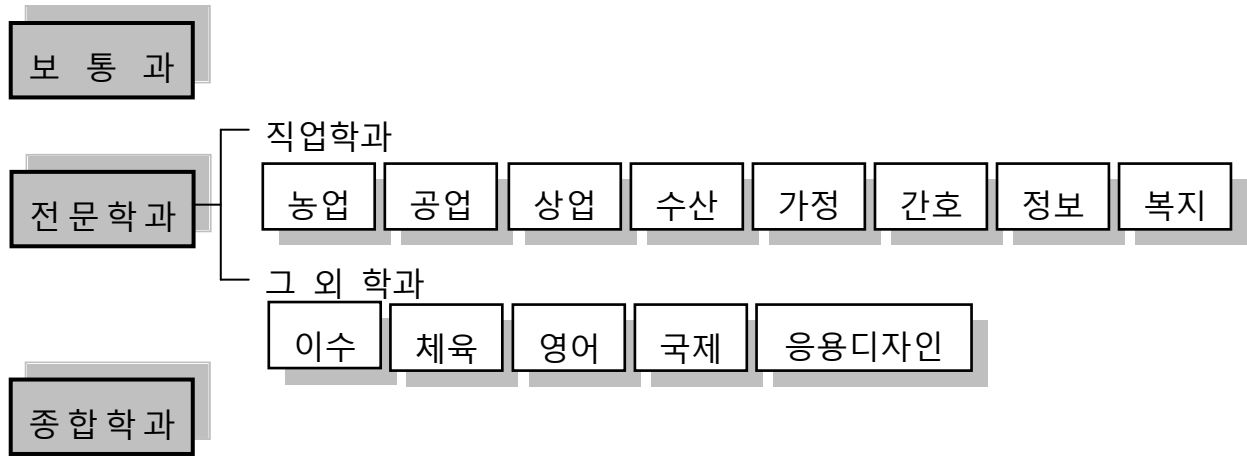 보 통 과
직업학과
전문학과
농업 공업 상업 수산 가정 간호 정보 복지
그 외 학과
이수 체육 영어 국제 응용디자인
종합학과